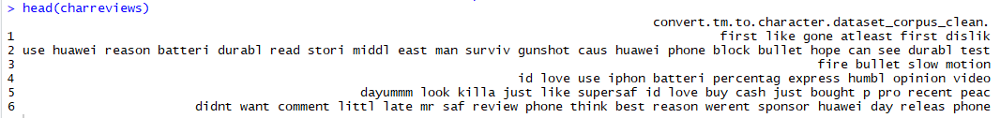 > head(charreviews)
convert.tm.to.character.dataset_corpus_clean.
1 first like gone atleast first dislik
2 use huawei reason batteri durabl read stori middl east man surviv gunshot caus huawei phone block bullet hope can see durabl test
3 fire bullet slow motion
4 id love use iphon batteri percentag express humbl opinion video
5 dayummm look killa just like supersaf id love buy cash just bought p pro recent peac
6 didnt want comment littl late mr saf review phone think best reason werent sponsor huawei day releas phone